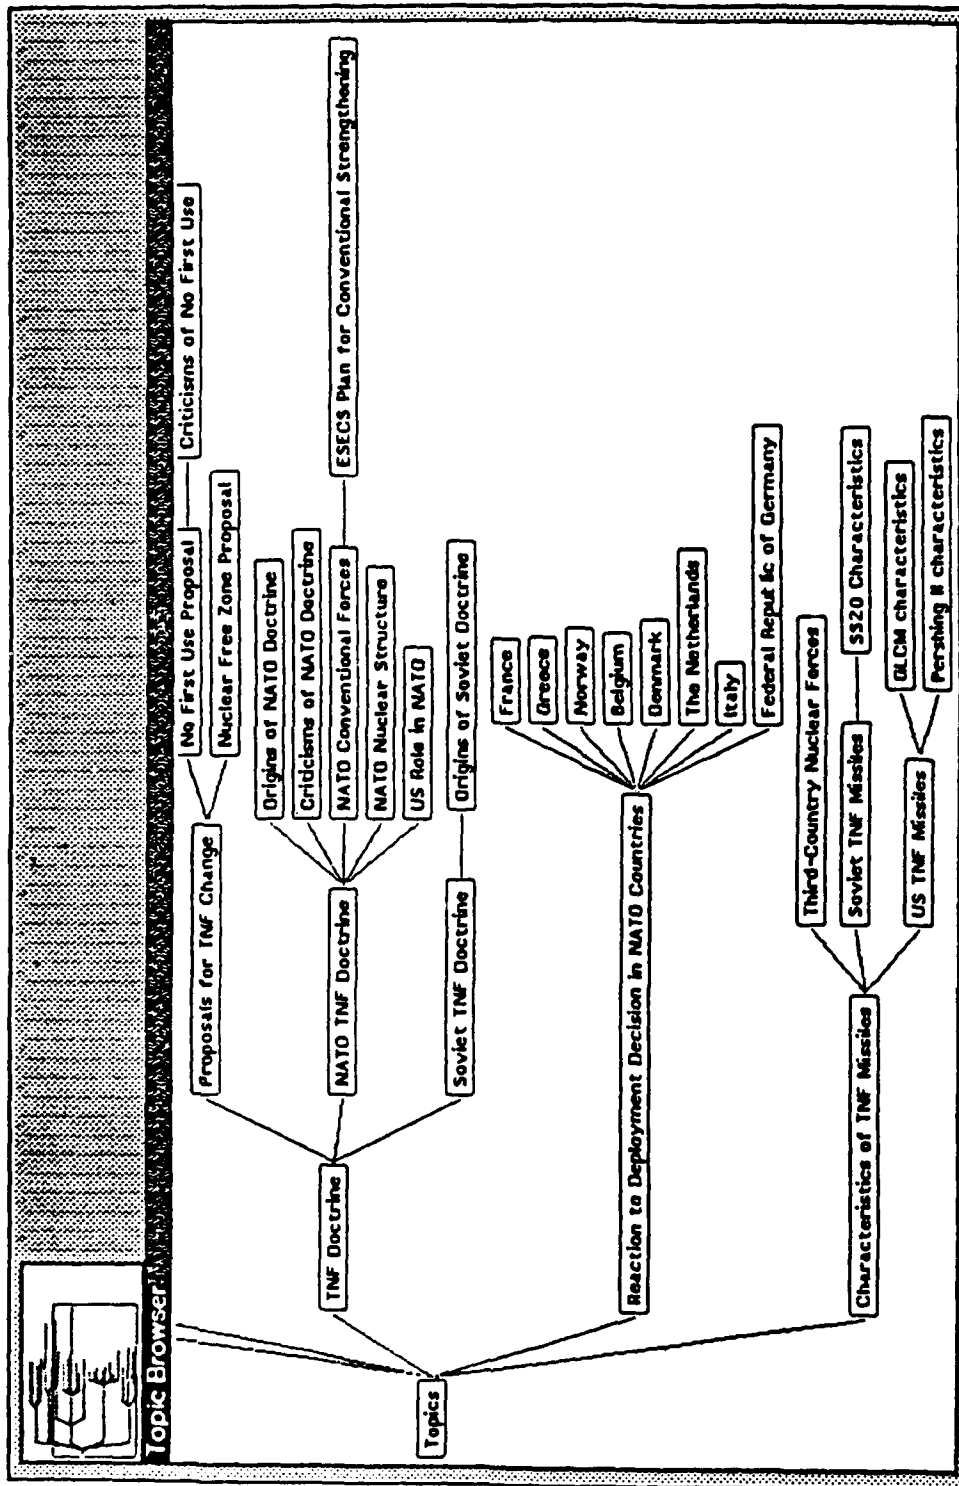 Topic Browser
Topics
TNF Doctrine
Proposals for TNF Change
No First Use Proposal
Criticisms of No First Use
Nuclear Free Zone Proposal
NATO TNF Doctrine
Origins of NATO Doctrine
Criticisms of NATO Doctrine
NATO Conventional Forces
ESECS Plan for Conventional Strengthening
NATO Nuclear Structure
US Role in NATO
Soviet TNF Doctrine
Origins of Soviet Doctrine
Reaction to Deployment Decision in NATO Countries
France
Greece
Norway
Belgium
Denmark
The Netherlands
Italy
Federal Republic of Germany
Characteristics of TNF Missiles
Third-Country Nuclear Forces
Soviet TNF Missiles
SS20 Characteristics
US TNF Missiles
GLCM characteristics
Pershing II characteristics